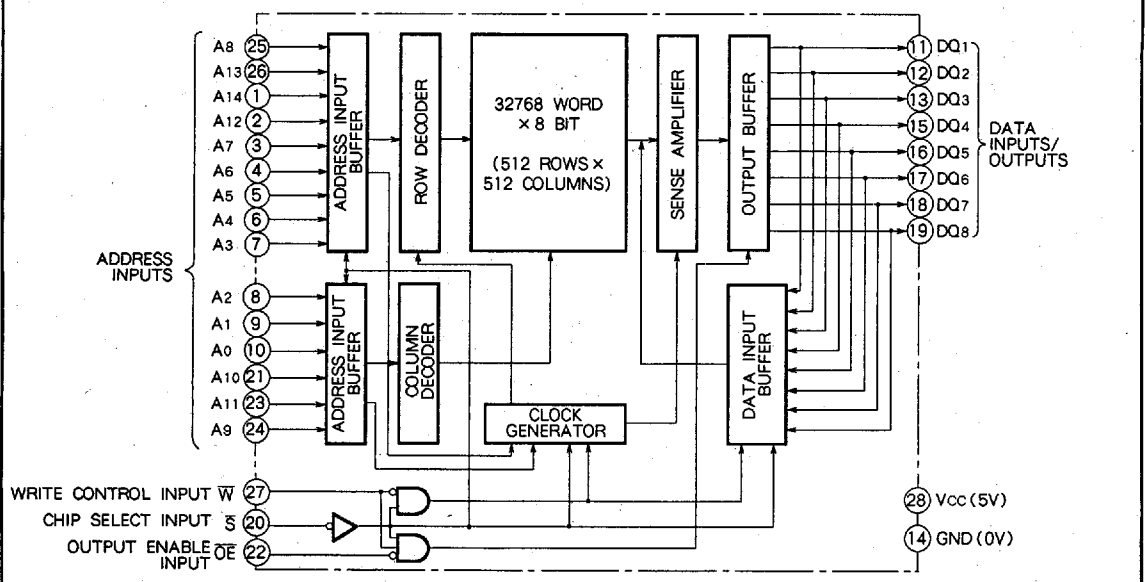 A8 25
A13 26
A14 1
A12 2
A7 3
A6 4
A5 5
A4 6
A3 7
ADDRESS
INPUTS
A2 8
A1 9
A0 10
A10 21
A11 23
A9 24
WRITE CONTROL INPUT W̅ 27
CHIP SELECT INPUT S̅ 20
OUTPUT ENABLE
INPUT O̅E̅ 22
ADDRESS INPUT
BUFFER
ROW DECODER
32768 WORD
× 8 BIT
(512 ROWS ×
512 COLUMNS)
SENSE AMPLIFIER
OUTPUT BUFFER
ADDRESS INPUT
BUFFER
COLUMN
DECODER
CLOCK
GENERATOR
DATA INPUT
BUFFER
11 DQ1
12 DQ2
13 DQ3
15 DQ4
16 DQ5
17 DQ6
18 DQ7
19 DQ8
DATA
INPUTS/
OUTPUTS
28 Vcc (5V)
14 GND (0V)